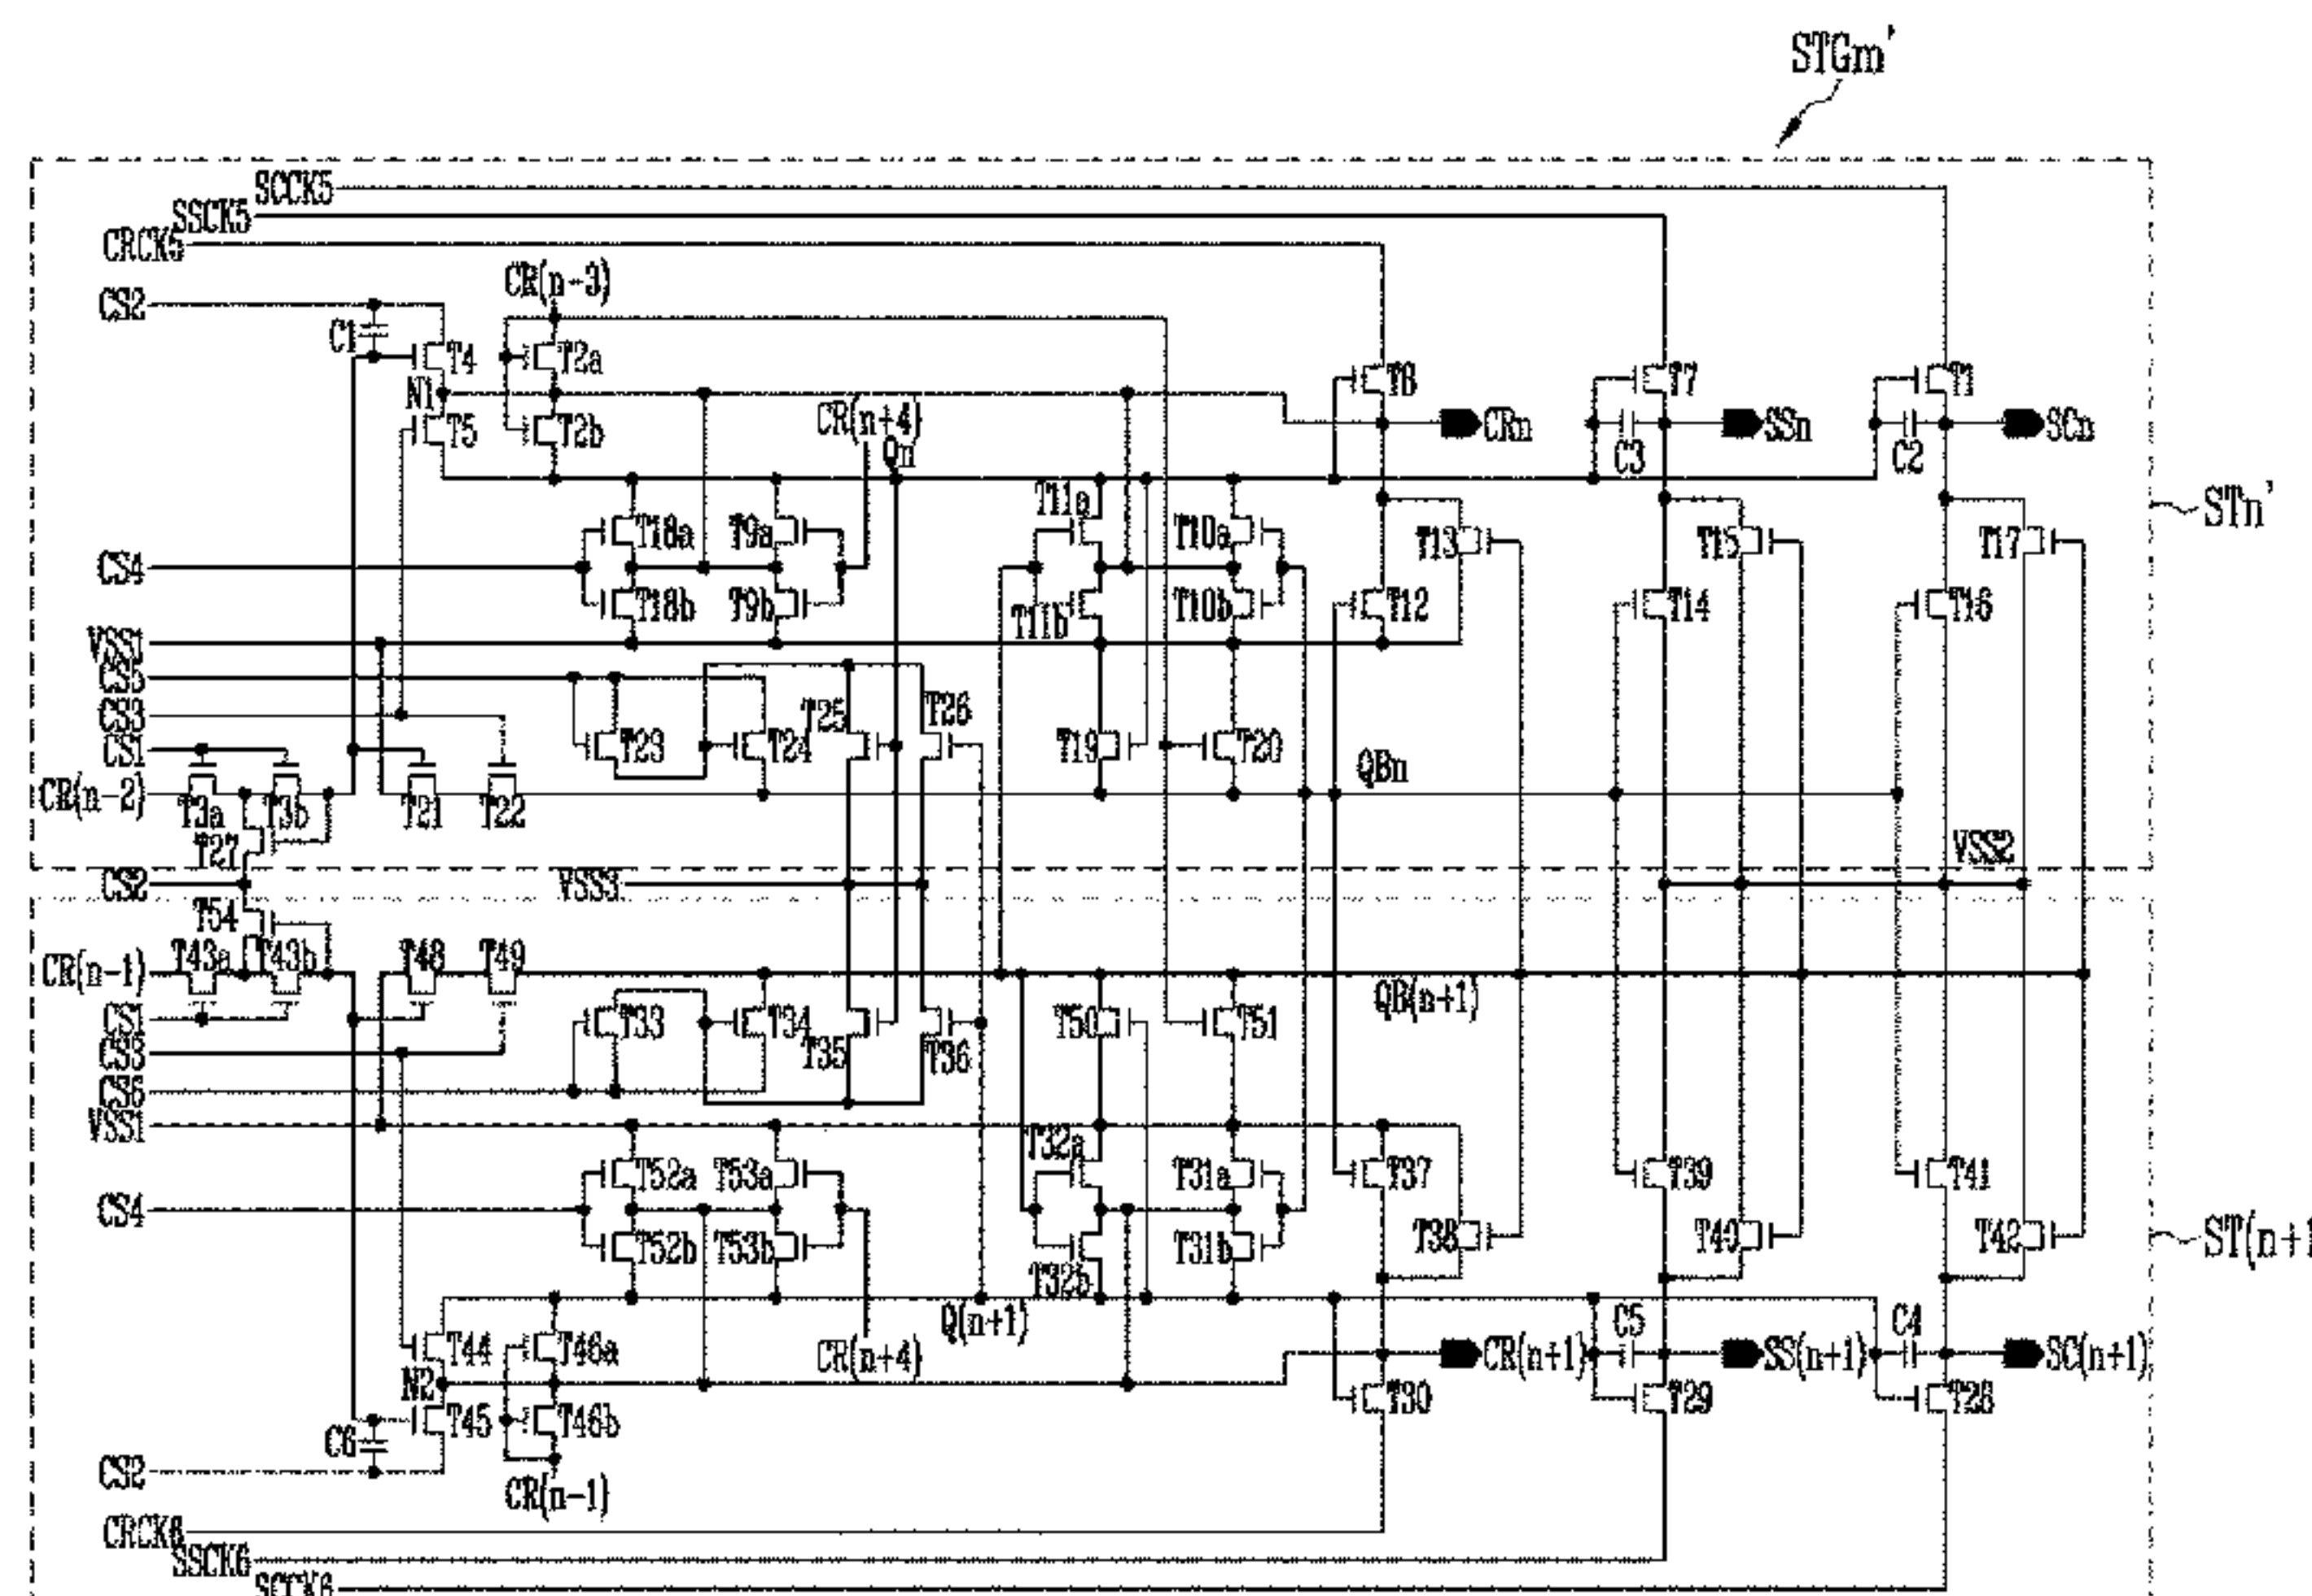 STGm'
SCCK5
SSCK5
CRCK5
CR(n-3)
CS2
C1
T4
T2a
T6
T7
T1
N1
CR(n+4)
T5
T2b
Qn
CRn
SSn
SCn
C3
C2
T11a
STn'
T18a
T9a
T10a
T13
T15
T17
CS4
T18b
T9b
T11b
T10b
T12
T14
T16
VSS1
CS5
CS3
T25
T26
CS1
T23
T24
T19
T20
QBn
CR(n-2)
T3a
T3b
T21
T22
T27
VSS2
CS2
VSS3
T54
CR(n-1)
T43a
T43b
T48
T49
QB(n+1)
CS1
T33
T34
T50
T51
CS3
T35
T36
CS6
VSS1
T32a
T52a
T53a
T31a
T37
T39
T41
CS4
T52b
T53b
T32b
T31b
T38
T40
T42
ST(n+1
Q(n+1)
C5
C4
T44
T46a
CR(n+4)
CR(n+1)
SS(n+1)
SC(n+1)
N2
T45
T46b
T30
T29
T28
C6
CS2
CR(n-1)
CRCK6
SSCK6
SCCK6